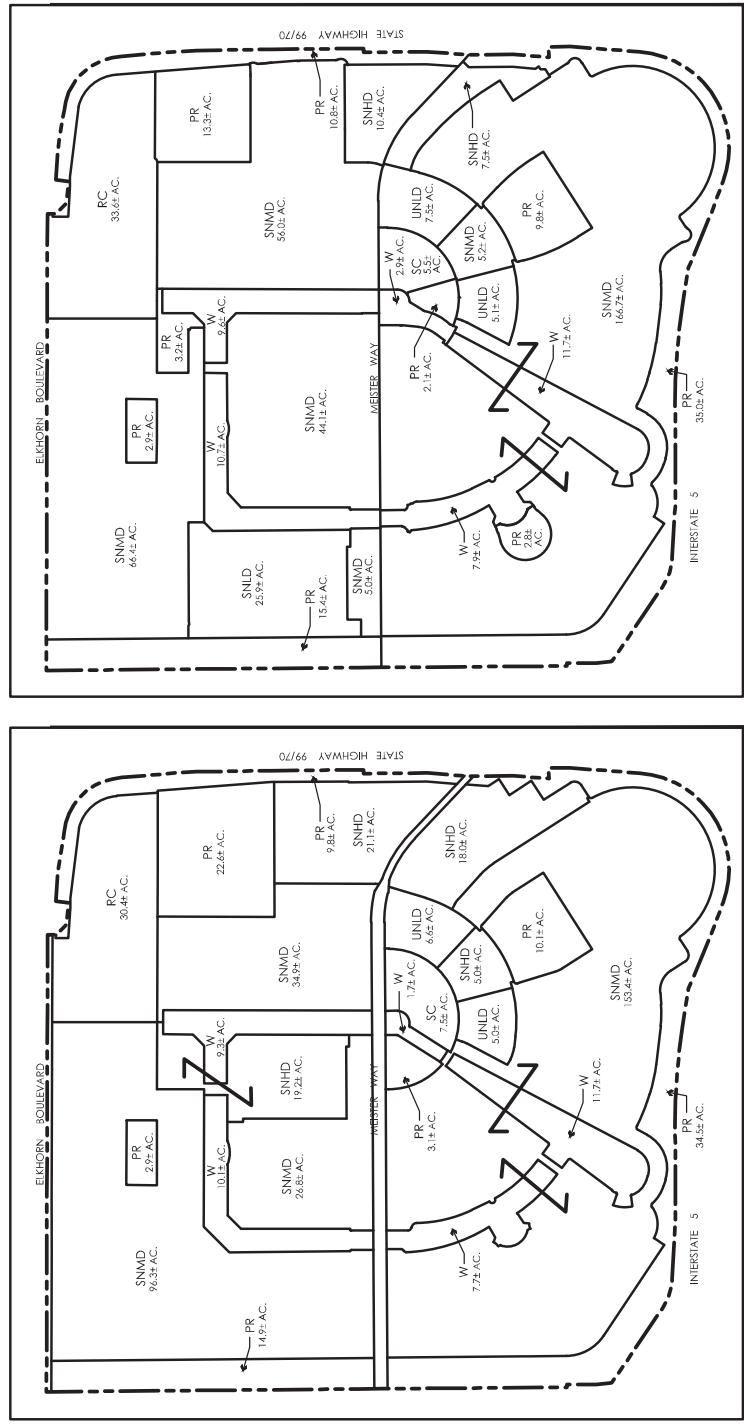 STATE HIGHWAY 99/70
ELKHORN BOULEVARD
MEISTER WAY
INTERSTATE 5
RC
33.6± AC.
PR
13.3± AC.
PR
10.8± AC.
SNHD
10.4± AC.
SNHD
7.5± AC.
SNMD
56.0± AC.
UNLD
7.5± AC.
W
2.9± AC.
SC
5.5±
AC.
SNMD
5.2± AC.
PR
9.8± AC.
UNLD
5.1± AC.
PR
2.1± AC.
SNMD
166.7± AC.
W
9.6± AC.
PR
3.2± AC.
PR
2.9± AC.
W
10.7± AC.
SNMD
44.1± AC.
W
11.7± AC.
PR
35.0± AC.
SNMD
66.4± AC.
SNLD
25.9± AC.
SNMD
5.0± AC.
W
7.9± AC.
PR
2.8±
AC.
PR
15.4± AC.
STATE HIGHWAY 99/70
ELKHORN BOULEVARD
MEISTER WAY
INTERSTATE 5
RC
30.4± AC.
PR
22.6± AC.
PR
9.8± AC.
SNHD
21.1± AC.
SNHD
18.0± AC.
SNMD
34.9± AC.
UNLD
6.6± AC.
W
1.7± AC.
SC
7.5± AC.
SNHD
5.0± AC.
PR
10.1± AC.
UNLD
5.0± AC.
SNMD
153.4± AC.
W
9.3± AC.
SNHD
19.2± AC.
PR
3.1± AC.
W
11.7± AC.
PR
34.5± AC.
PR
2.9± AC.
W
10.1± AC.
SNMD
26.8± AC.
SNMD
96.3± AC.
W
7.7± AC.
PR
14.9± AC.